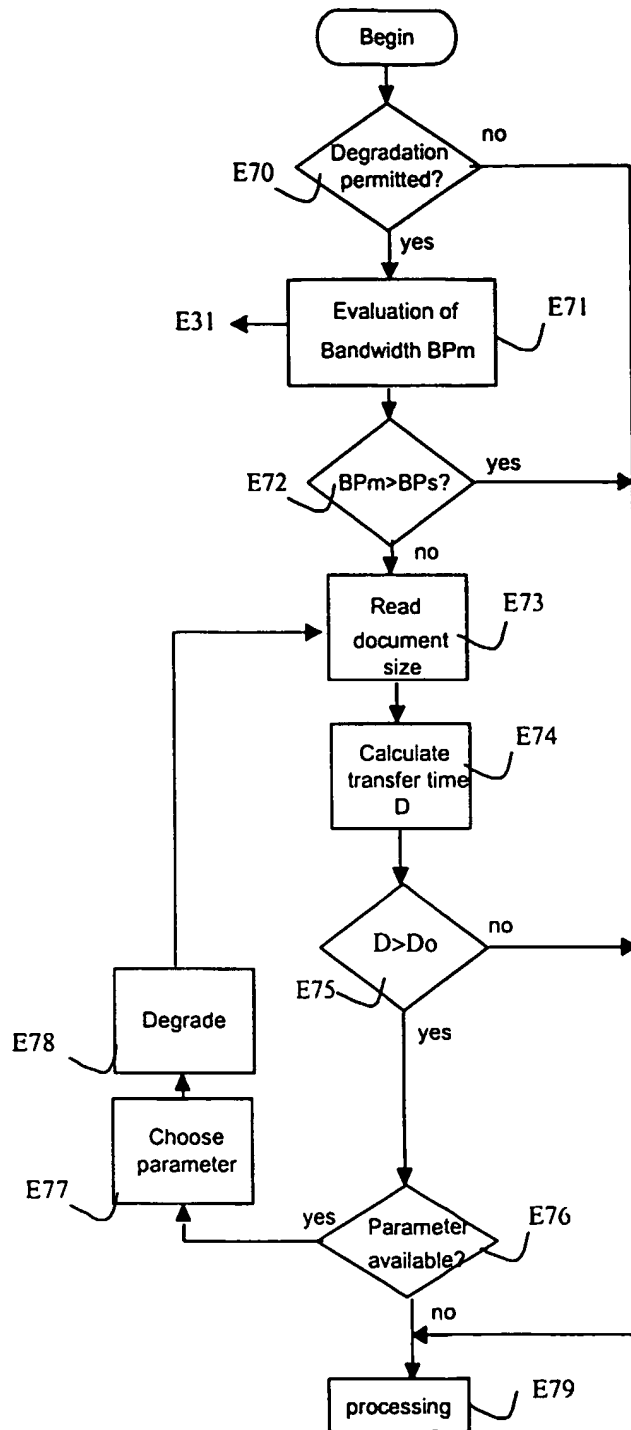 Begin
no
Degradation
permitted?
E70
yes
Evaluation of
Bandwidth BPm
E71
E31
BPm>BPs?
yes
E72
no
Read
document
size
E73
Calculate
transfer time
D
E74
D>Do
no
E75
yes
Degrade
E78
Choose
parameter
E77
yes
Parameter
available?
E76
no
processing
E79